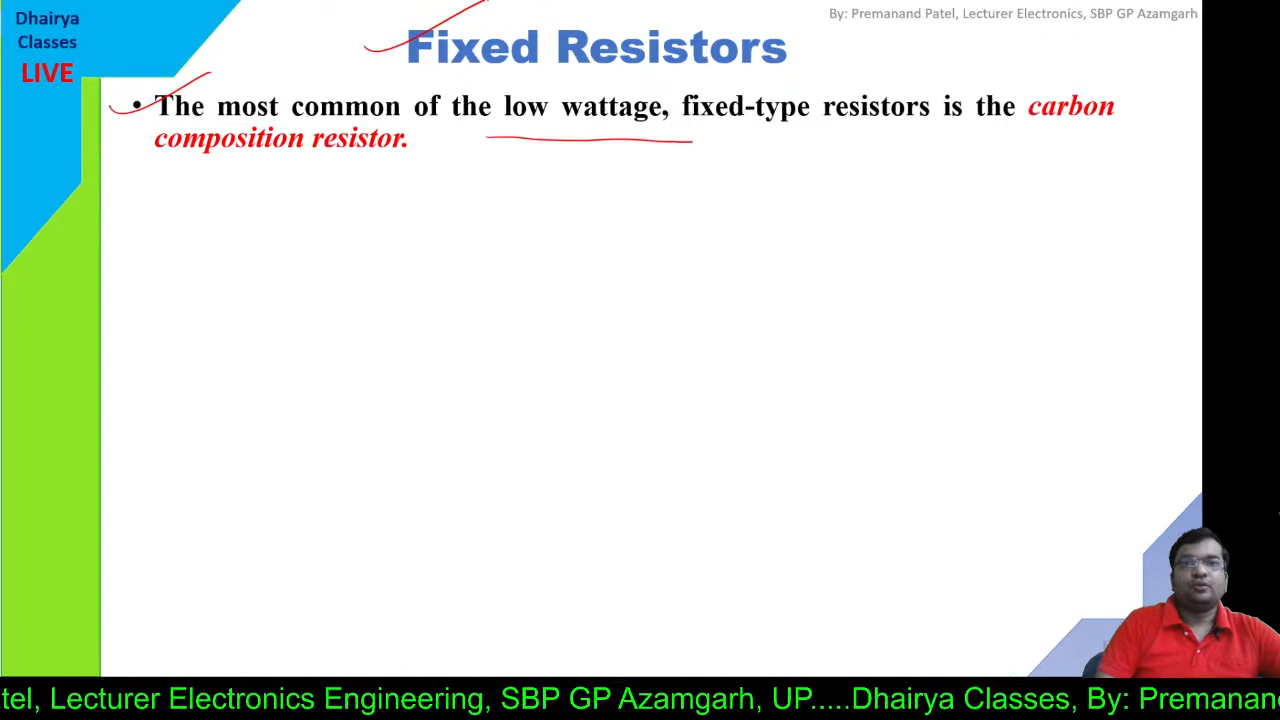 Dhairya
Classes
LIVE
By: Premanand Patel, Lecturer Electronics, SBP GP Azamgarh
Fixed Resistors
• The most common of the low wattage, fixed-type resistors is the carbon
composition resistor.
tel, Lecturer Electronics Engineering, SBP GP Azamgarh, UP.....Dhairya Classes, By: Premanand